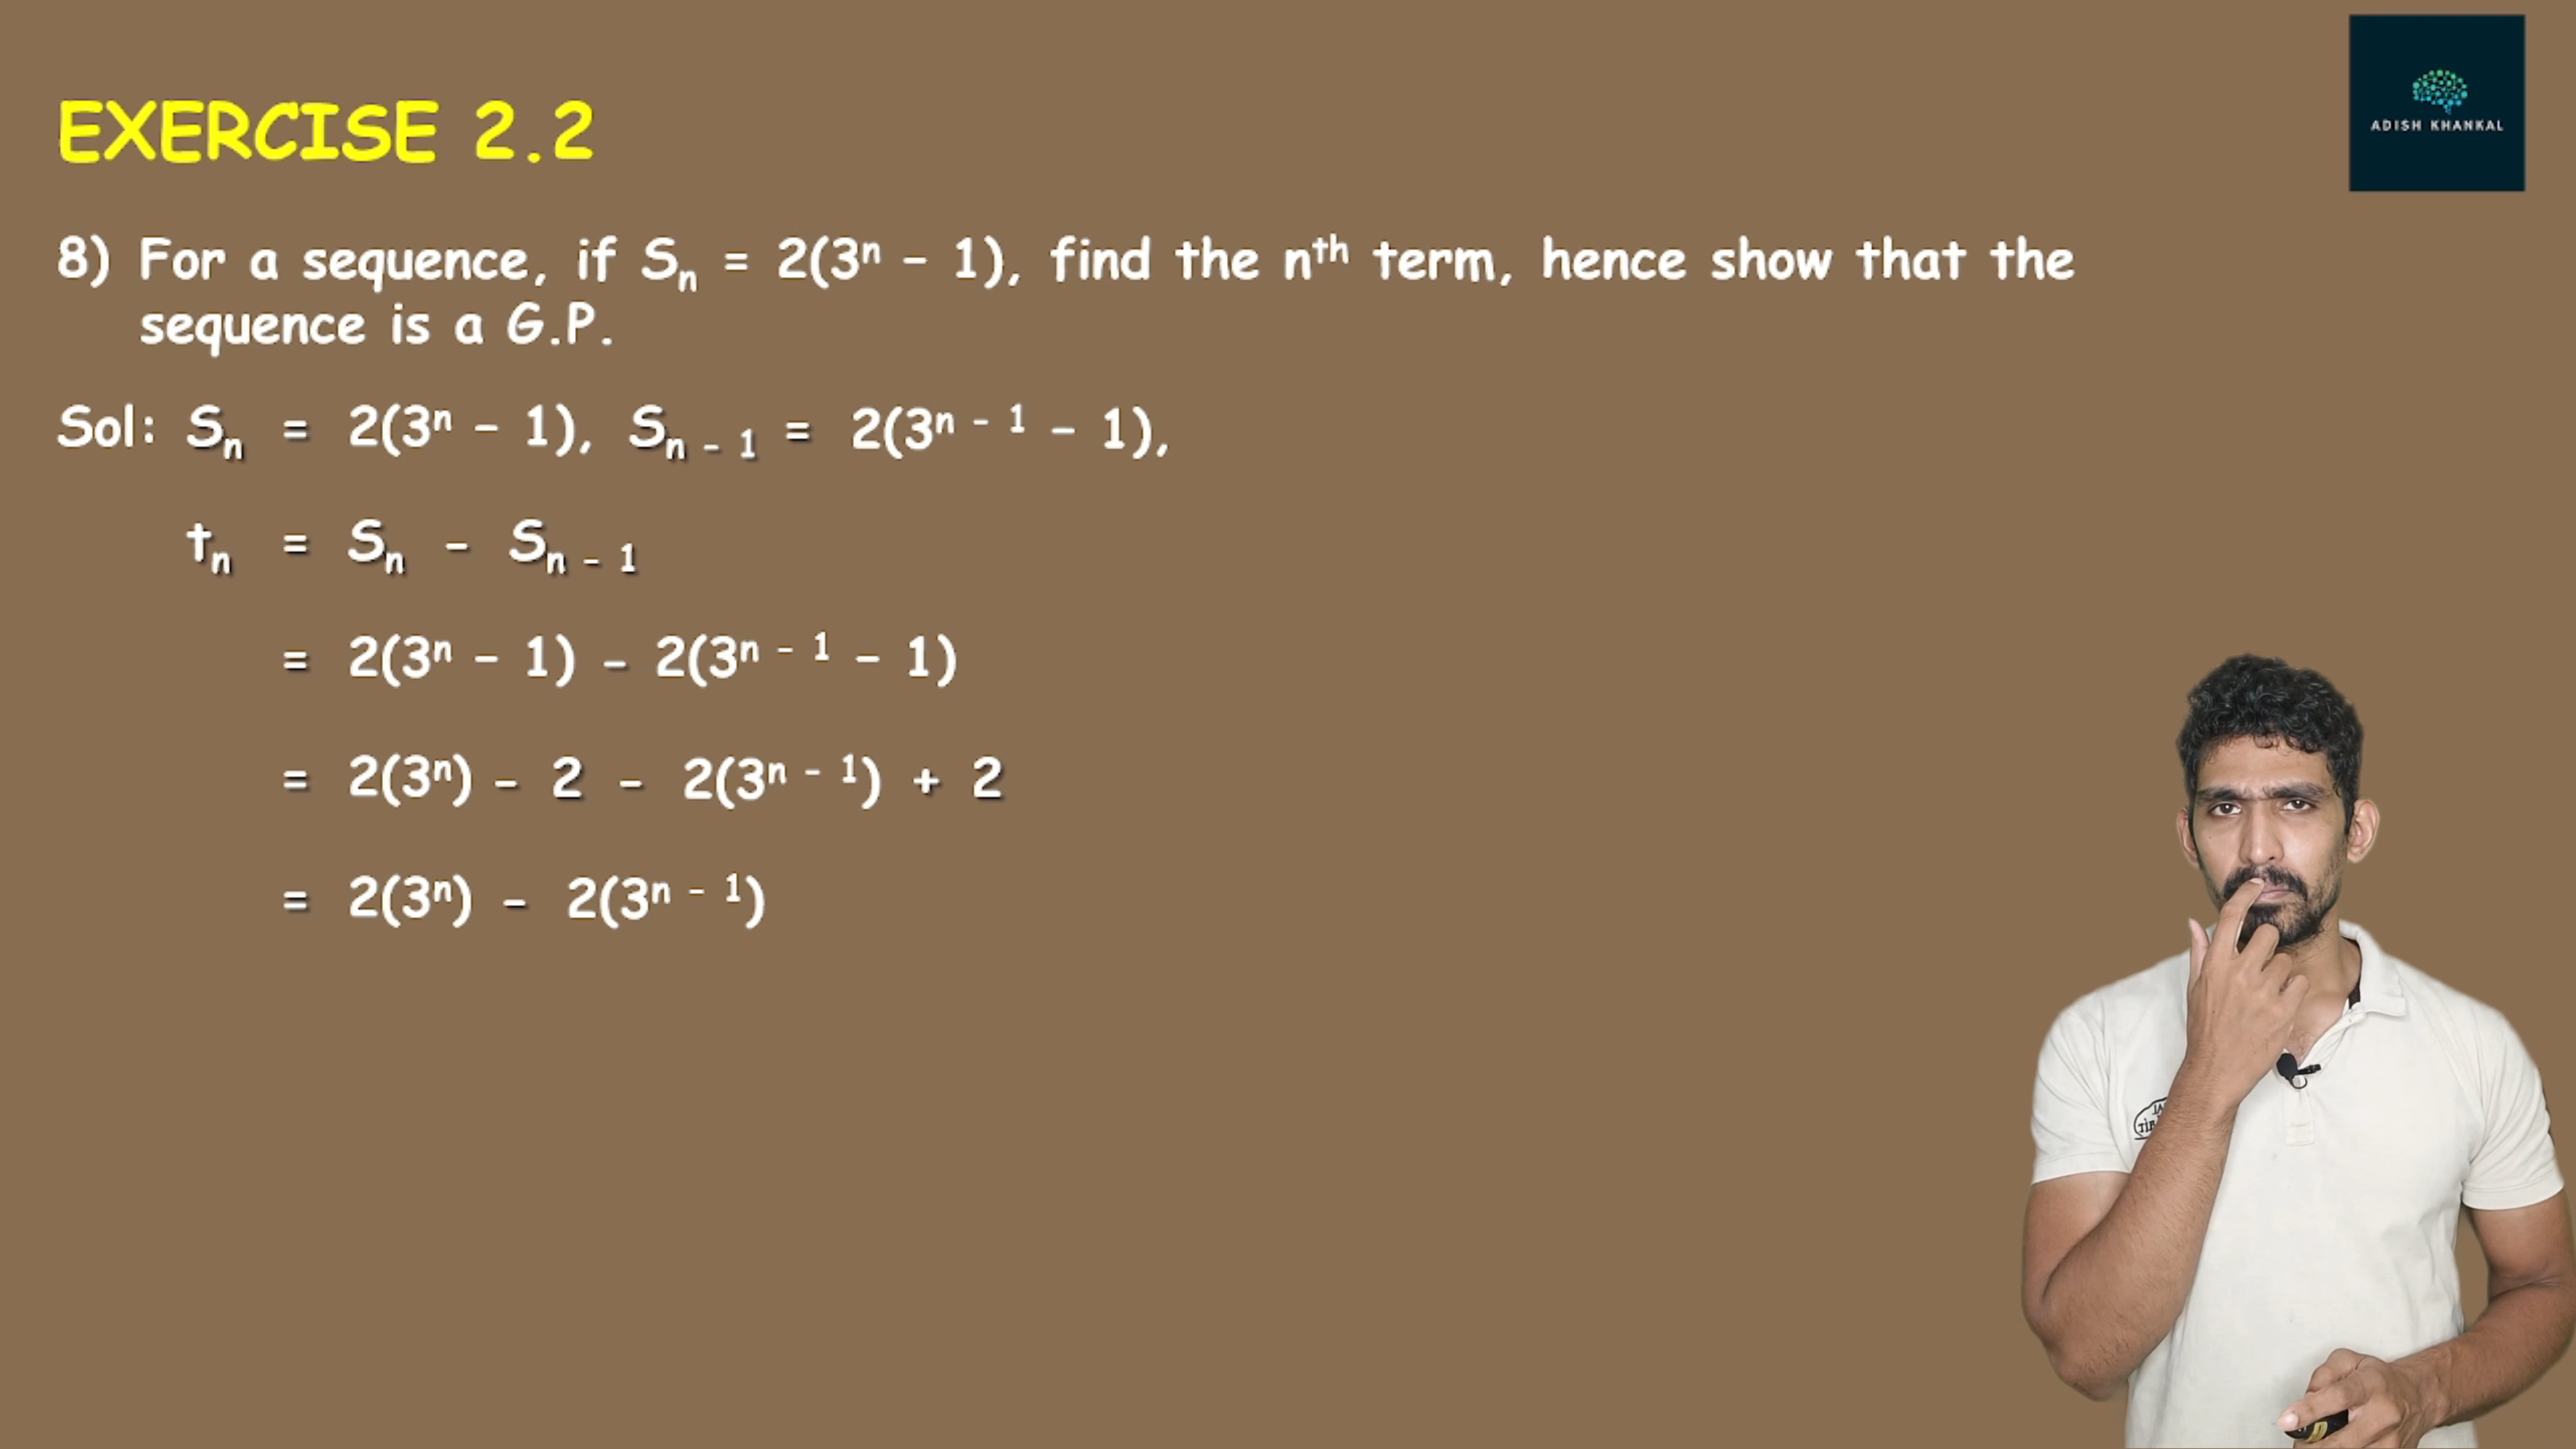 ADISH KHANKAL
EXERCISE 2.2
8) For a sequence, if Sₙ = 2(3ⁿ – 1), find the nᵗʰ term, hence show that the
sequence is a G.P.
Sol: Sₙ = 2(3ⁿ – 1), Sₙ ₋ ₁ = 2(3ⁿ ⁻ ¹ – 1),
tₙ = Sₙ – Sₙ ₋ ₁
= 2(3ⁿ – 1) – 2(3ⁿ ⁻ ¹ – 1)
= 2(3ⁿ) – 2 – 2(3ⁿ ⁻ ¹) + 2
= 2(3ⁿ) – 2(3ⁿ ⁻ ¹)